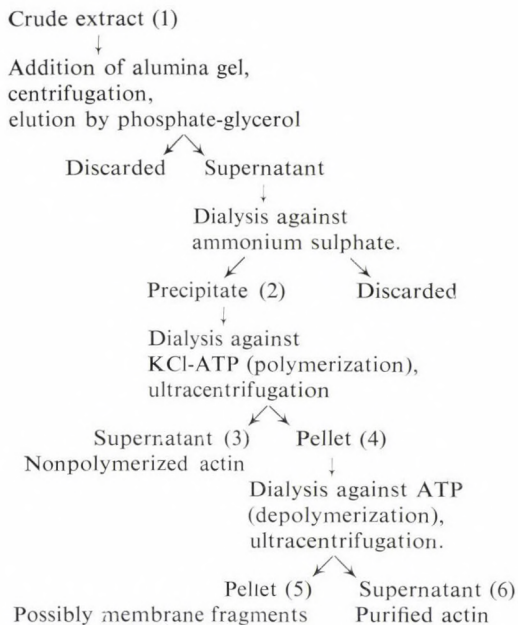 Crude extract (1)
Addition of alumina gel,
centrifugation,
elution by phosphate-glycerol
Discarded Supernatant
Dialysis against
ammonium sulphate.
Precipitate (2) Discarded
Dialysis against
KCl-ATP (polymerization),
ultracentrifugation
Supernatant (3) Pellet (4)
Nonpolymerized actin
Dialysis against ATP
(depolymerization),
ultracentrifugation.
Pellet (5) Supernatant (6)
Possibly membrane fragments Purified actin